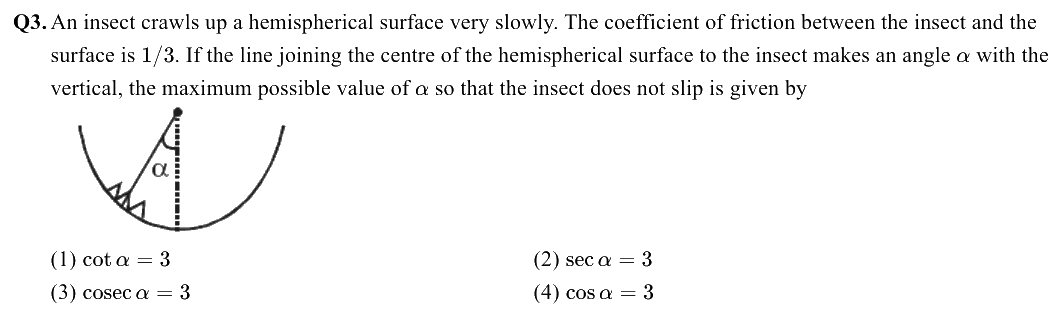 Q3. An insect crawls up a hemispherical surface very slowly. The coefficient of friction between the insect and the
surface is 1/3. If the line joining the centre of the hemispherical surface to the insect makes an angle α with the
vertical, the maximum possible value of α so that the insect does not slip is given by
α
(1) cot α = 3 (2) sec α = 3
(3) cosec α = 3 (4) cos α = 3